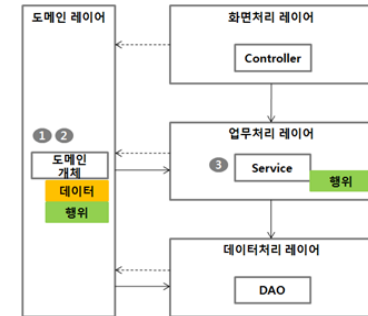 도메인 레이어
1 2
도메인
개체
데이터
행위
화면처리 레이어
Controller
업무처리 레이어
3
Service
행위
데이터처리 레이어
DAO